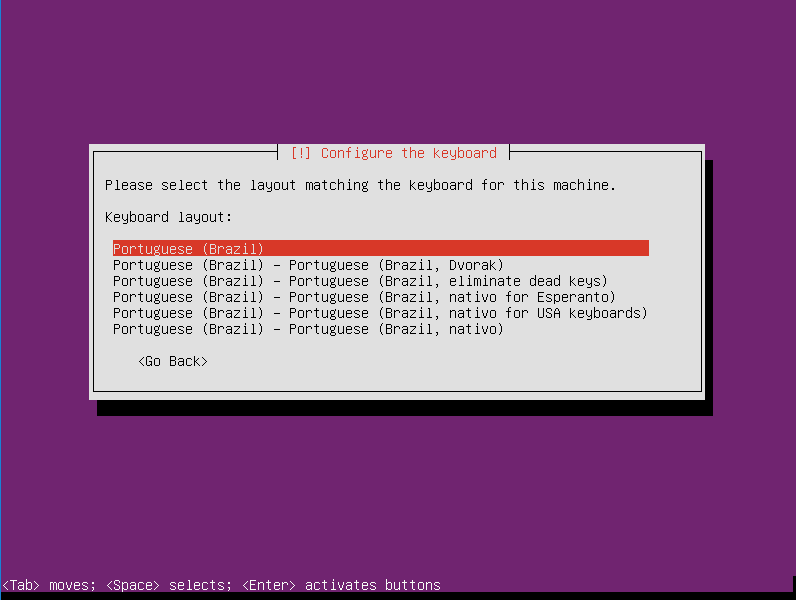 [!] Configure the keyboard
Please select the layout matching the keyboard for this machine.
Keyboard layout:
Portuguese (Brazil)
Portuguese (Brazil) – Portuguese (Brazil, Dvorak)
Portuguese (Brazil) – Portuguese (Brazil, eliminate dead keys)
Portuguese (Brazil) – Portuguese (Brazil, nativo for Esperanto)
Portuguese (Brazil) – Portuguese (Brazil, nativo for USA keyboards)
Portuguese (Brazil) – Portuguese (Brazil, nativo)
<Go Back>
<Tab> moves; <Space> selects; <Enter> activates buttons